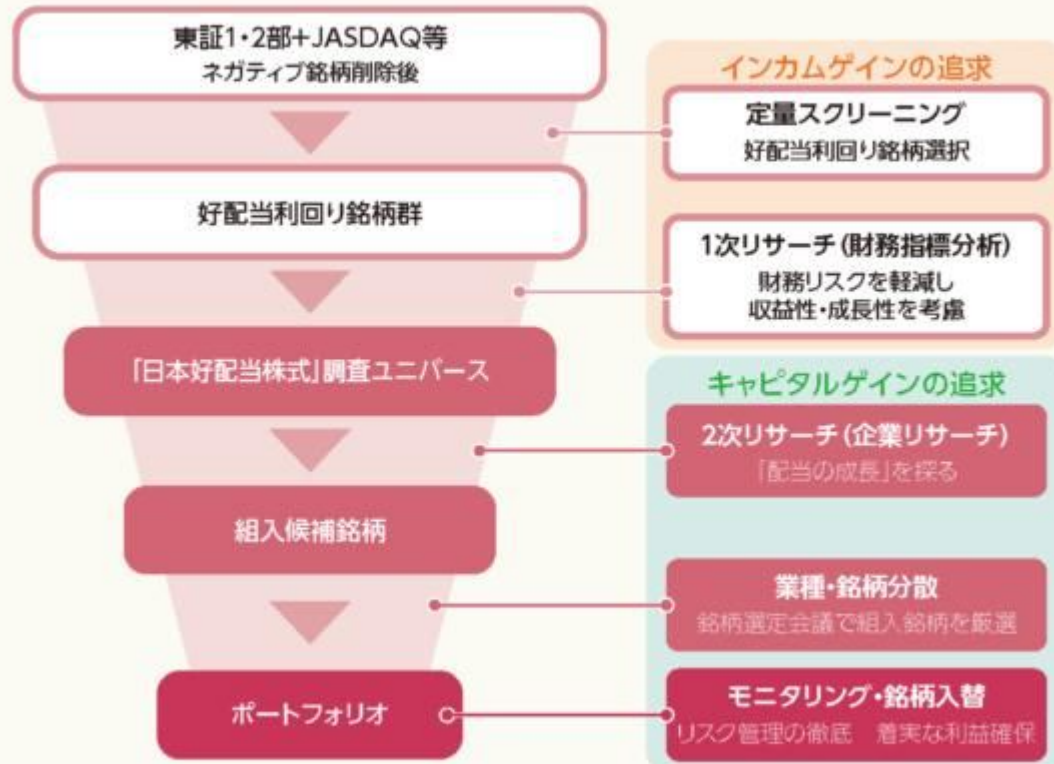 東証1・2部+JASDAQ等
ネガティブ銘柄削除後
好配当利回り銘柄群
「日本好配当株式」調査ユニバース
組入候補銘柄
ポートフォリオ
インカムゲインの追求
定量スクリーニング
好配当利回り銘柄選択
1次リサーチ(財務指標分析)
財務リスクを軽減し
収益性・成長性を考慮
キャピタルゲインの追求
2次リサーチ(企業リサーチ)
「配当の成長」を探る
業種・銘柄分散
銘柄選定会議で組入銘柄を厳選
モニタリング・銘柄入替
リスク管理の徹底　着実な利益確保